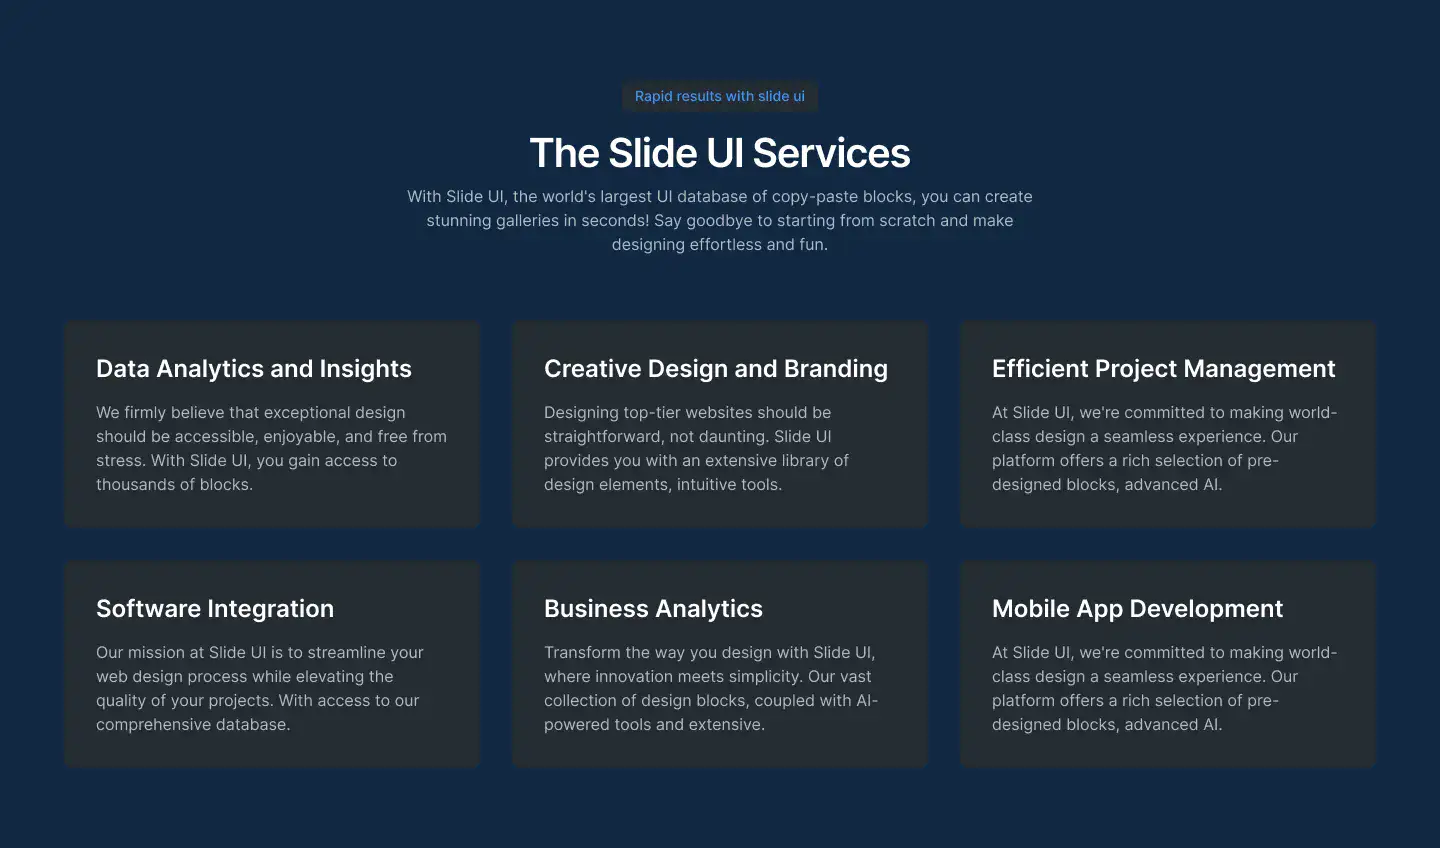 Rapid results with slide ui
The Slide UI Services
With Slide UI, the world's largest UI database of copy-paste blocks, you can create
stunning galleries in seconds! Say goodbye to starting from scratch and make
designing effortless and fun.
Data Analytics and Insights
We firmly believe that exceptional design
should be accessible, enjoyable, and free from
stress. With Slide UI, you gain access to
thousands of blocks.
Creative Design and Branding
Designing top-tier websites should be
straightforward, not daunting. Slide UI
provides you with an extensive library of
design elements, intuitive tools.
Efficient Project Management
At Slide UI, we're committed to making world-
class design a seamless experience. Our
platform offers a rich selection of pre-
designed blocks, advanced AI.
Software Integration
Our mission at Slide UI is to streamline your
web design process while elevating the
quality of your projects. With access to our
comprehensive database.
Business Analytics
Transform the way you design with Slide UI,
where innovation meets simplicity. Our vast
collection of design blocks, coupled with AI-
powered tools and extensive.
Mobile App Development
At Slide UI, we're committed to making world-
class design a seamless experience. Our
platform offers a rich selection of pre-
designed blocks, advanced AI.